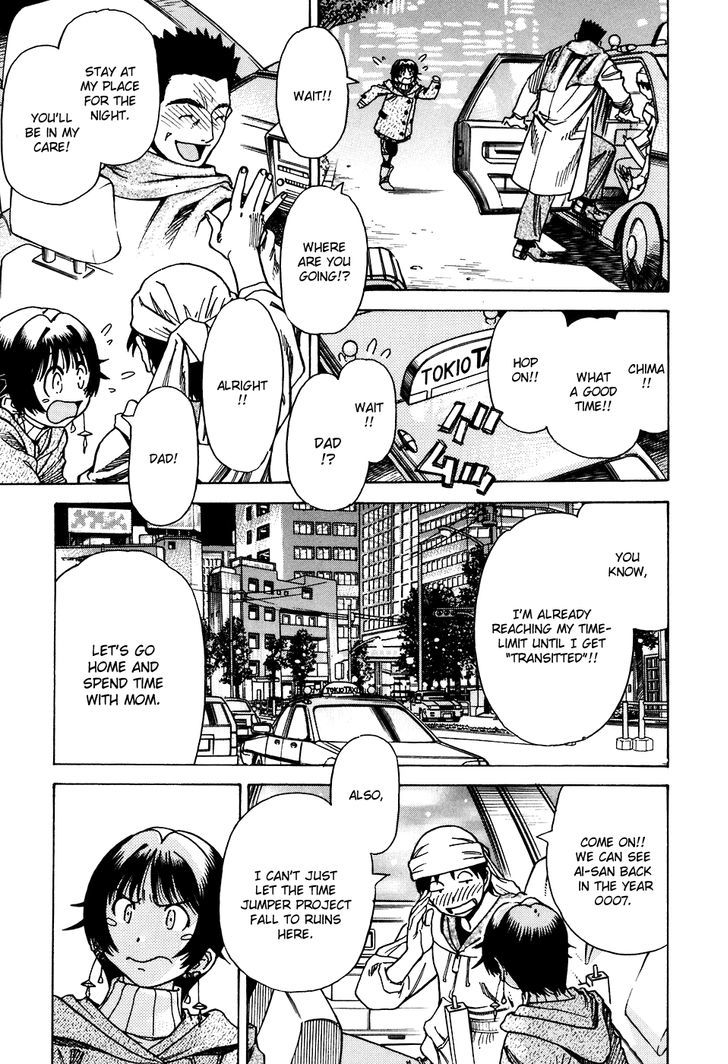 WAIT!!
WHERE
ARE YOU
GOING!?
STAY AT
MY PLACE
FOR THE
NIGHT.
YOU'LL
BE IN MY
CARE!
CHIMA
!!
WHAT
A GOOD
TIME!!
HOP
ON!!
TOKIO TA
WAIT
!!
DAD
!?
ALRIGHT
!!
DAD!
YOU
KNOW,
I'M ALREADY
REACHING MY TIME-
LIMIT UNTIL I GET
"TRANSITTED"!!
LET'S GO
HOME AND
SPEND TIME
WITH MOM.
TOKIO TAXI
COME ON!!
WE CAN SEE
AI-SAN BACK
IN THE YEAR
0007.
ALSO,
I CAN'T JUST
LET THE TIME
JUMPER PROJECT
FALL TO RUINS
HERE.